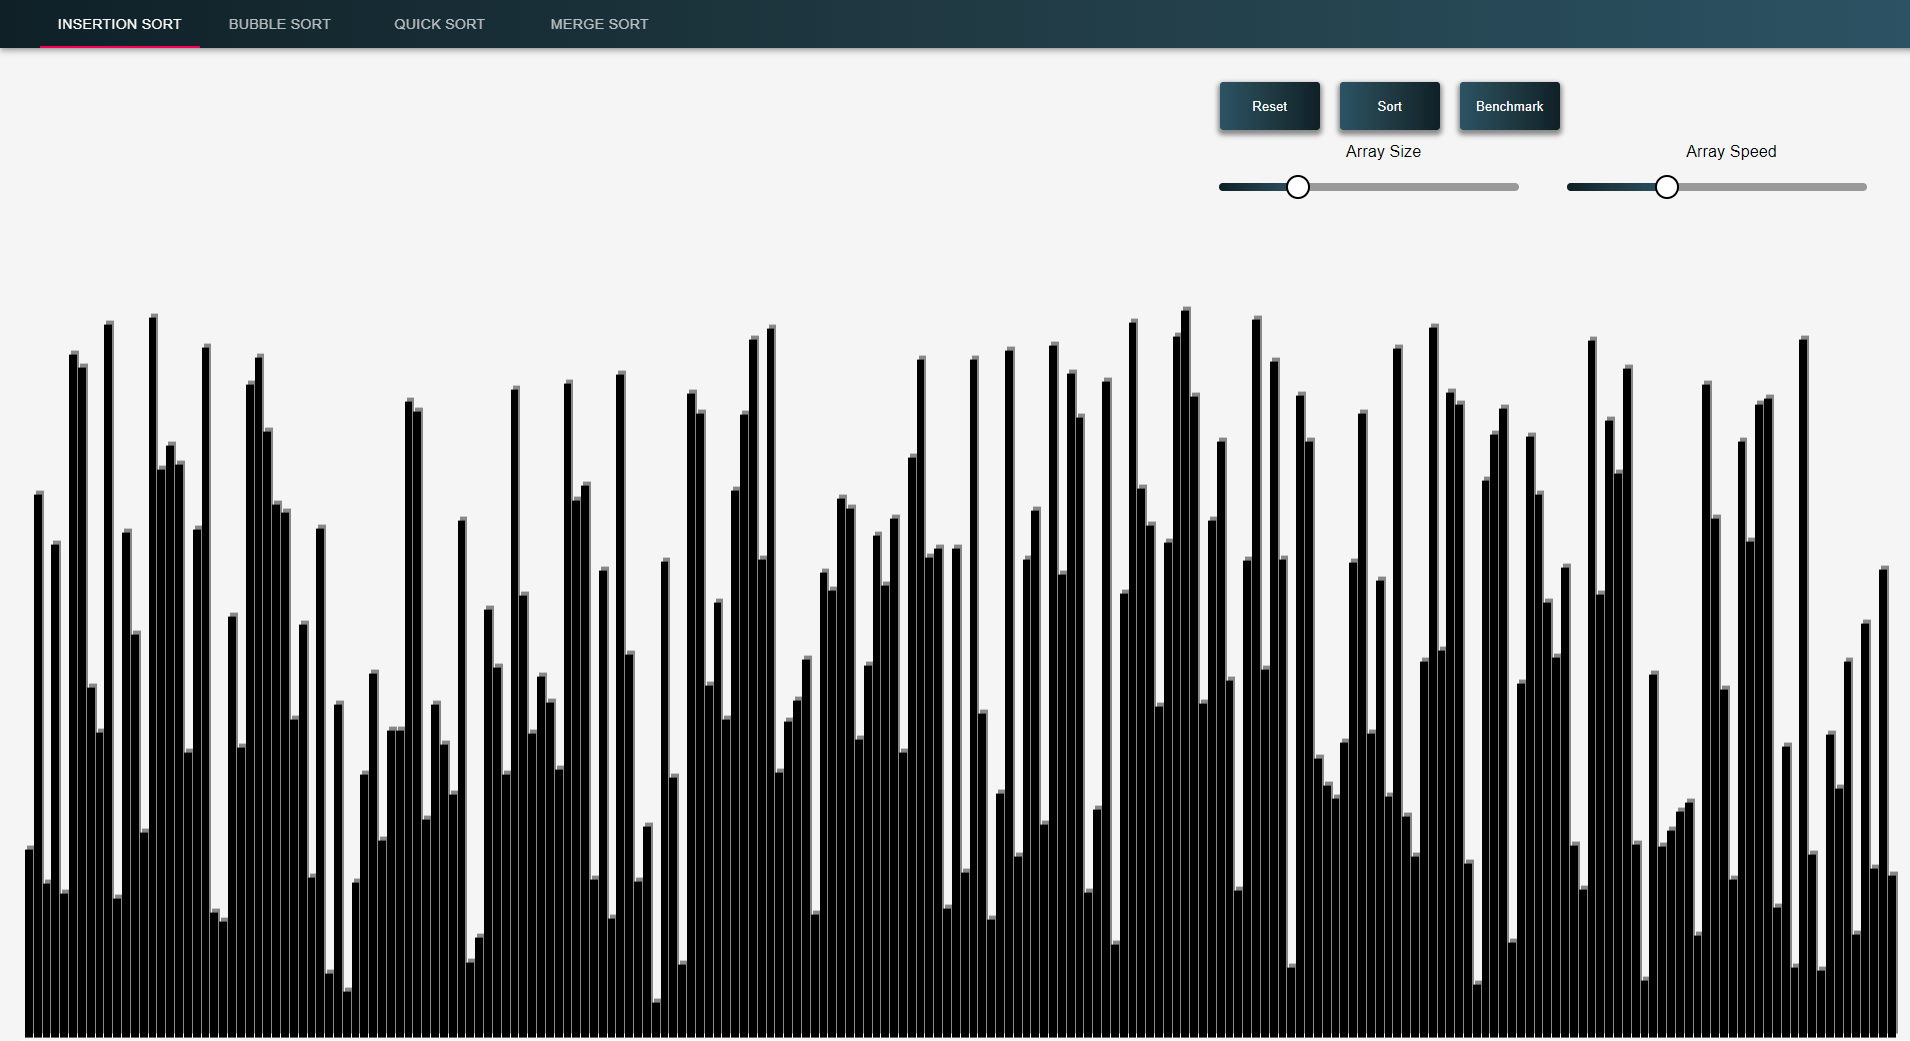 INSERTION SORT BUBBLE SORT QUICK SORT MERGE SORT
Reset Sort Benchmark
Array Size Array Speed